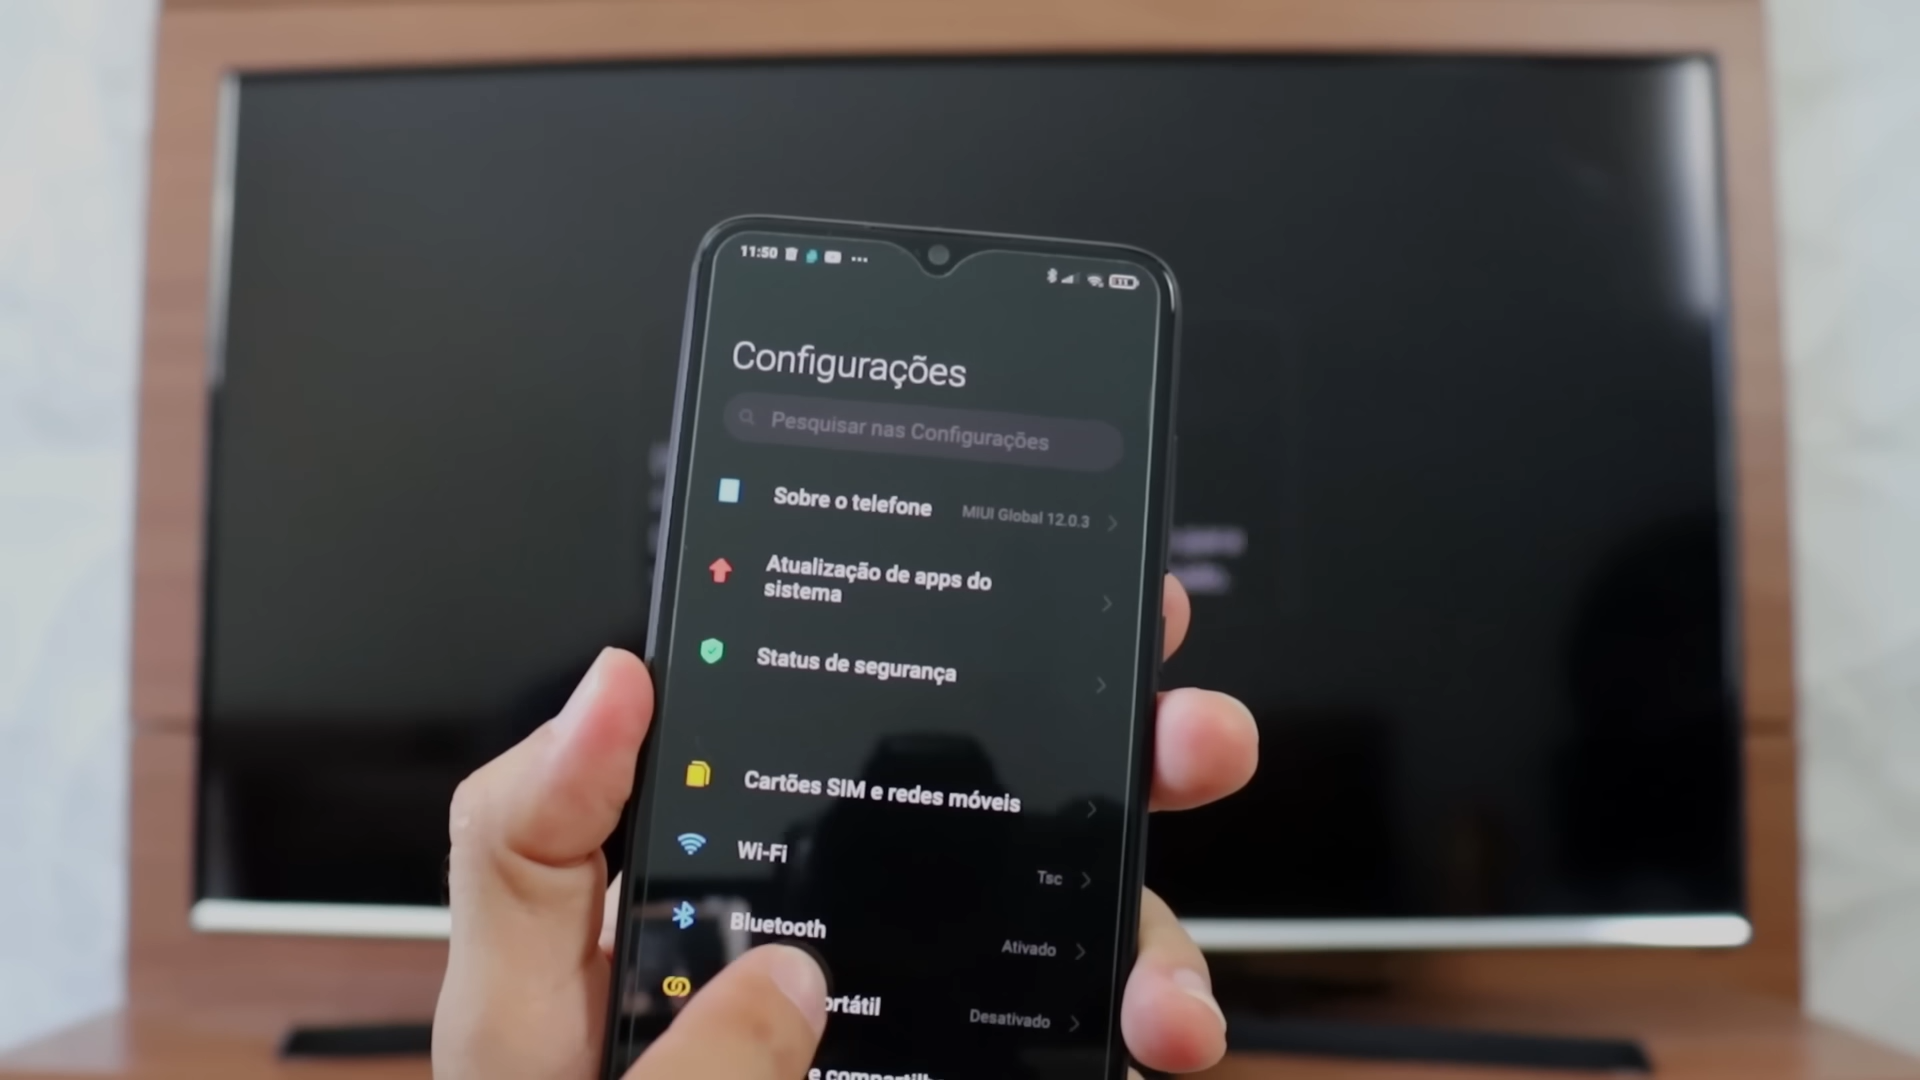 11:50
Configurações
Pesquisar nas Configurações
Sobre o telefone MIUI Global 12.0.3
Atualização de apps do
sistema
Status de segurança
Cartões SIM e redes móveis
Wi-Fi
Tsc
Bluetooth
Ativado
ortátil
Desativado